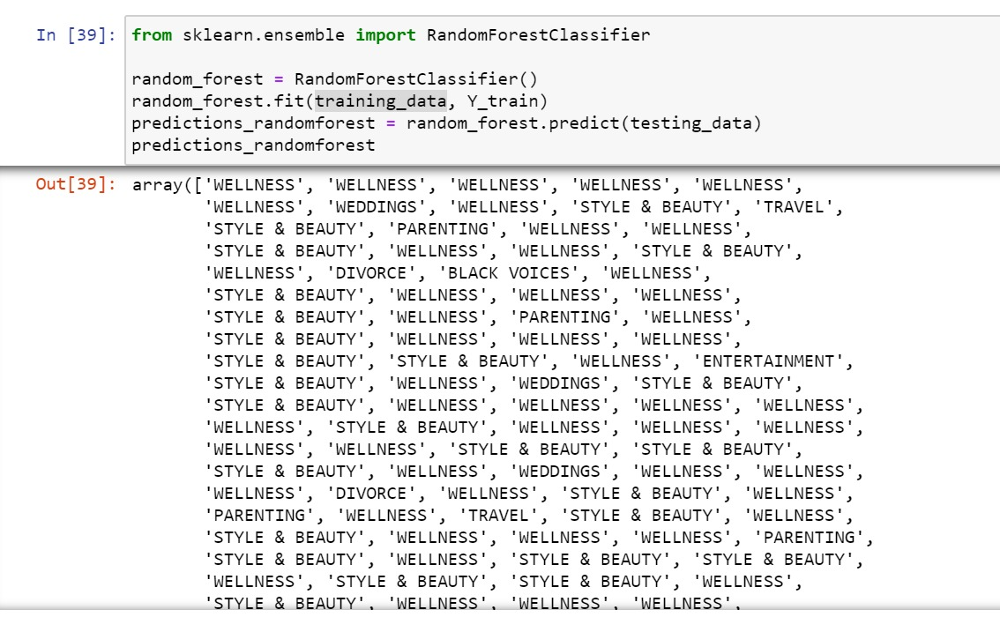 In [39]: from sklearn.ensemble import RandomForestClassifier
random_forest = RandomForestClassifier()
random_forest.fit(training_data, Y_train)
predictions_randomforest = random_forest.predict(testing_data)
predictions_randomforest
Out[39]: array(['WELLNESS', 'WELLNESS', 'WELLNESS', 'WELLNESS', 'WELLNESS',
'WELLNESS', 'WEDDINGS', 'WELLNESS', 'STYLE & BEAUTY', 'TRAVEL',
'STYLE & BEAUTY', 'PARENTING', 'WELLNESS', 'WELLNESS',
'STYLE & BEAUTY', 'WELLNESS', 'WELLNESS', 'STYLE & BEAUTY',
'WELLNESS', 'DIVORCE', 'BLACK VOICES', 'WELLNESS',
'STYLE & BEAUTY', 'WELLNESS', 'WELLNESS', 'WELLNESS',
'STYLE & BEAUTY', 'WELLNESS', 'PARENTING', 'WELLNESS',
'STYLE & BEAUTY', 'WELLNESS', 'WELLNESS', 'WELLNESS',
'STYLE & BEAUTY', 'STYLE & BEAUTY', 'WELLNESS', 'ENTERTAINMENT',
'STYLE & BEAUTY', 'WELLNESS', 'WEDDINGS', 'STYLE & BEAUTY',
'STYLE & BEAUTY', 'WELLNESS', 'WELLNESS', 'WELLNESS', 'WELLNESS',
'WELLNESS', 'STYLE & BEAUTY', 'WELLNESS', 'WELLNESS', 'WELLNESS',
'WELLNESS', 'WELLNESS', 'STYLE & BEAUTY', 'STYLE & BEAUTY',
'STYLE & BEAUTY', 'WELLNESS', 'WEDDINGS', 'WELLNESS', 'WELLNESS',
'WELLNESS', 'DIVORCE', 'WELLNESS', 'STYLE & BEAUTY', 'WELLNESS',
'PARENTING', 'WELLNESS', 'TRAVEL', 'STYLE & BEAUTY', 'WELLNESS',
'STYLE & BEAUTY', 'WELLNESS', 'WELLNESS', 'WELLNESS', 'PARENTING',
'STYLE & BEAUTY', 'WELLNESS', 'STYLE & BEAUTY', 'STYLE & BEAUTY',
'WELLNESS', 'STYLE & BEAUTY', 'STYLE & BEAUTY', 'WELLNESS',
'STYLE & BEAUTY', 'WELLNESS', 'WELLNESS', 'WELLNESS',